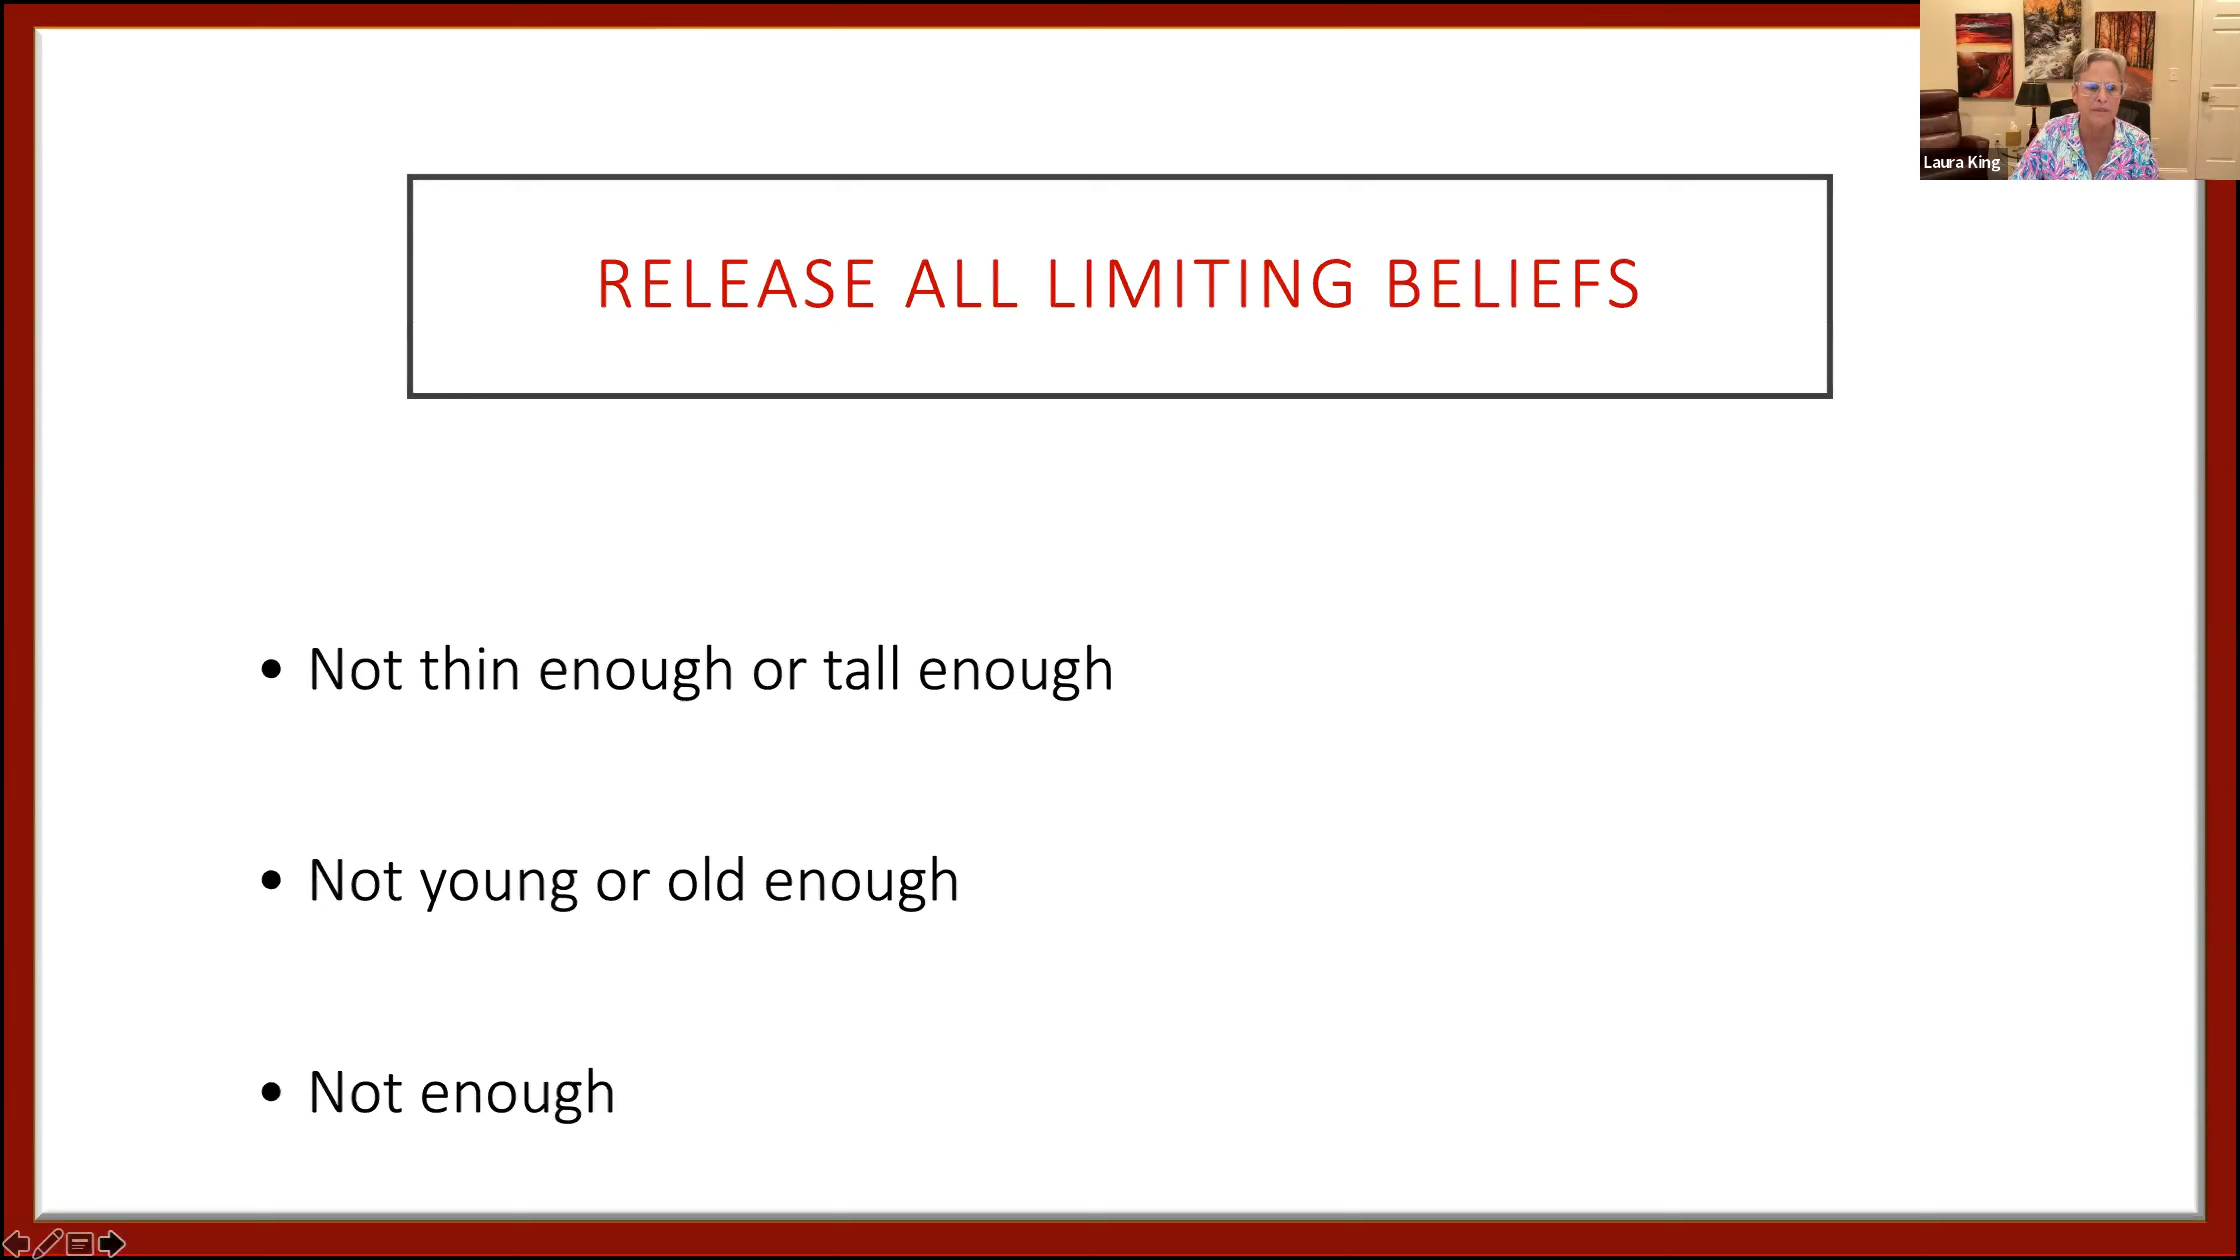 Laura King
RELEASE ALL LIMITING BELIEFS
• Not thin enough or tall enough
• Not young or old enough
• Not enough